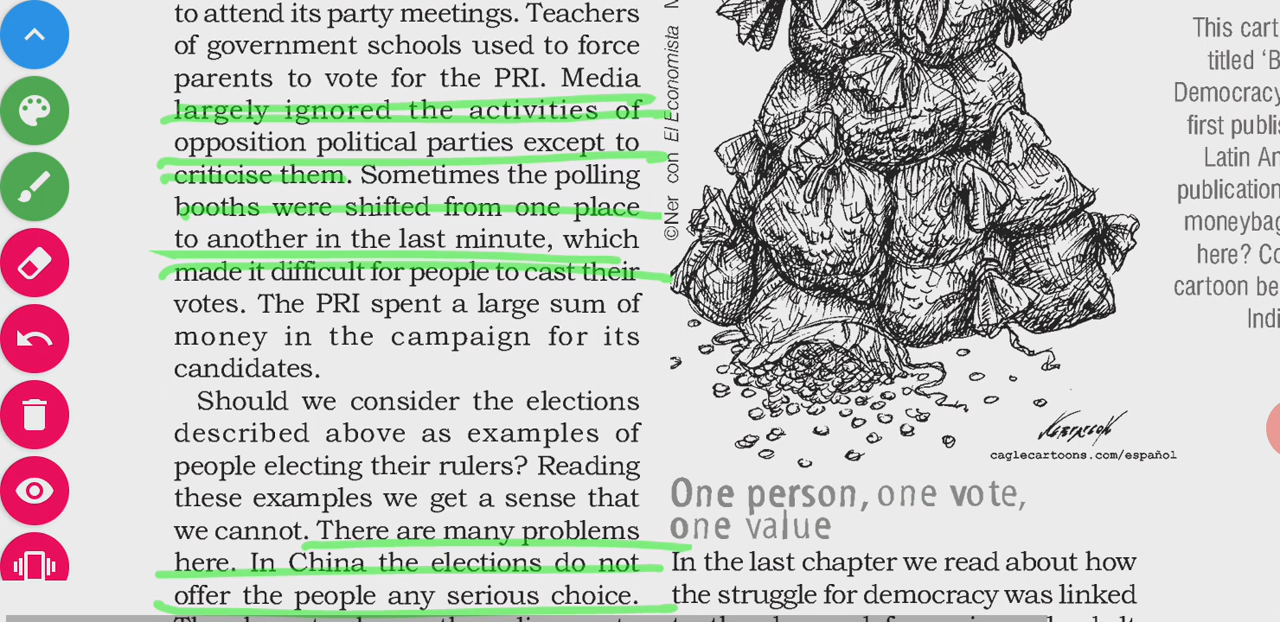 to attend its party meetings. Teachers
of government schools used to force
parents to vote for the PRI. Media
largely ignored the activities of
opposition political parties except to
criticise them. Sometimes the polling
booths were shifted from one place
to another in the last minute, which
made it difficult for people to cast their
votes. The PRI spent a large sum of
money in the campaign for its
candidates.
Should we consider the elections
described above as examples of
people electing their rulers? Reading
these examples we get a sense that
we cannot. There are many problems
here. In China the elections do not
offer the people any serious choice.
©Ner con El Economista
caglecartoons.com/español
One person, one vote,
one value
In the last chapter we read about how
the struggle for democracy was linked
This cart
titled ‘B
Democracy
first publis
Latin An
publication
moneybag
here? Co
cartoon be
Indi